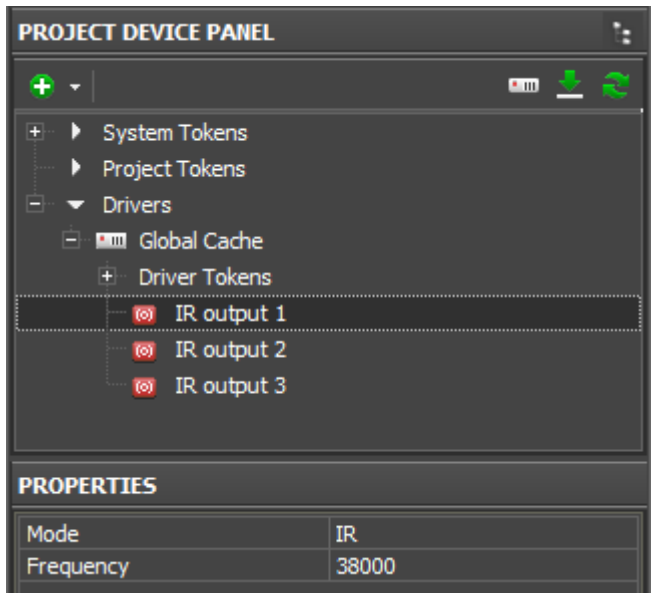 PROJECT DEVICE PANEL
System Tokens
Project Tokens
Drivers
Global Cache
Driver Tokens
IR output 1
IR output 2
IR output 3
PROPERTIES
Mode IR
Frequency 38000